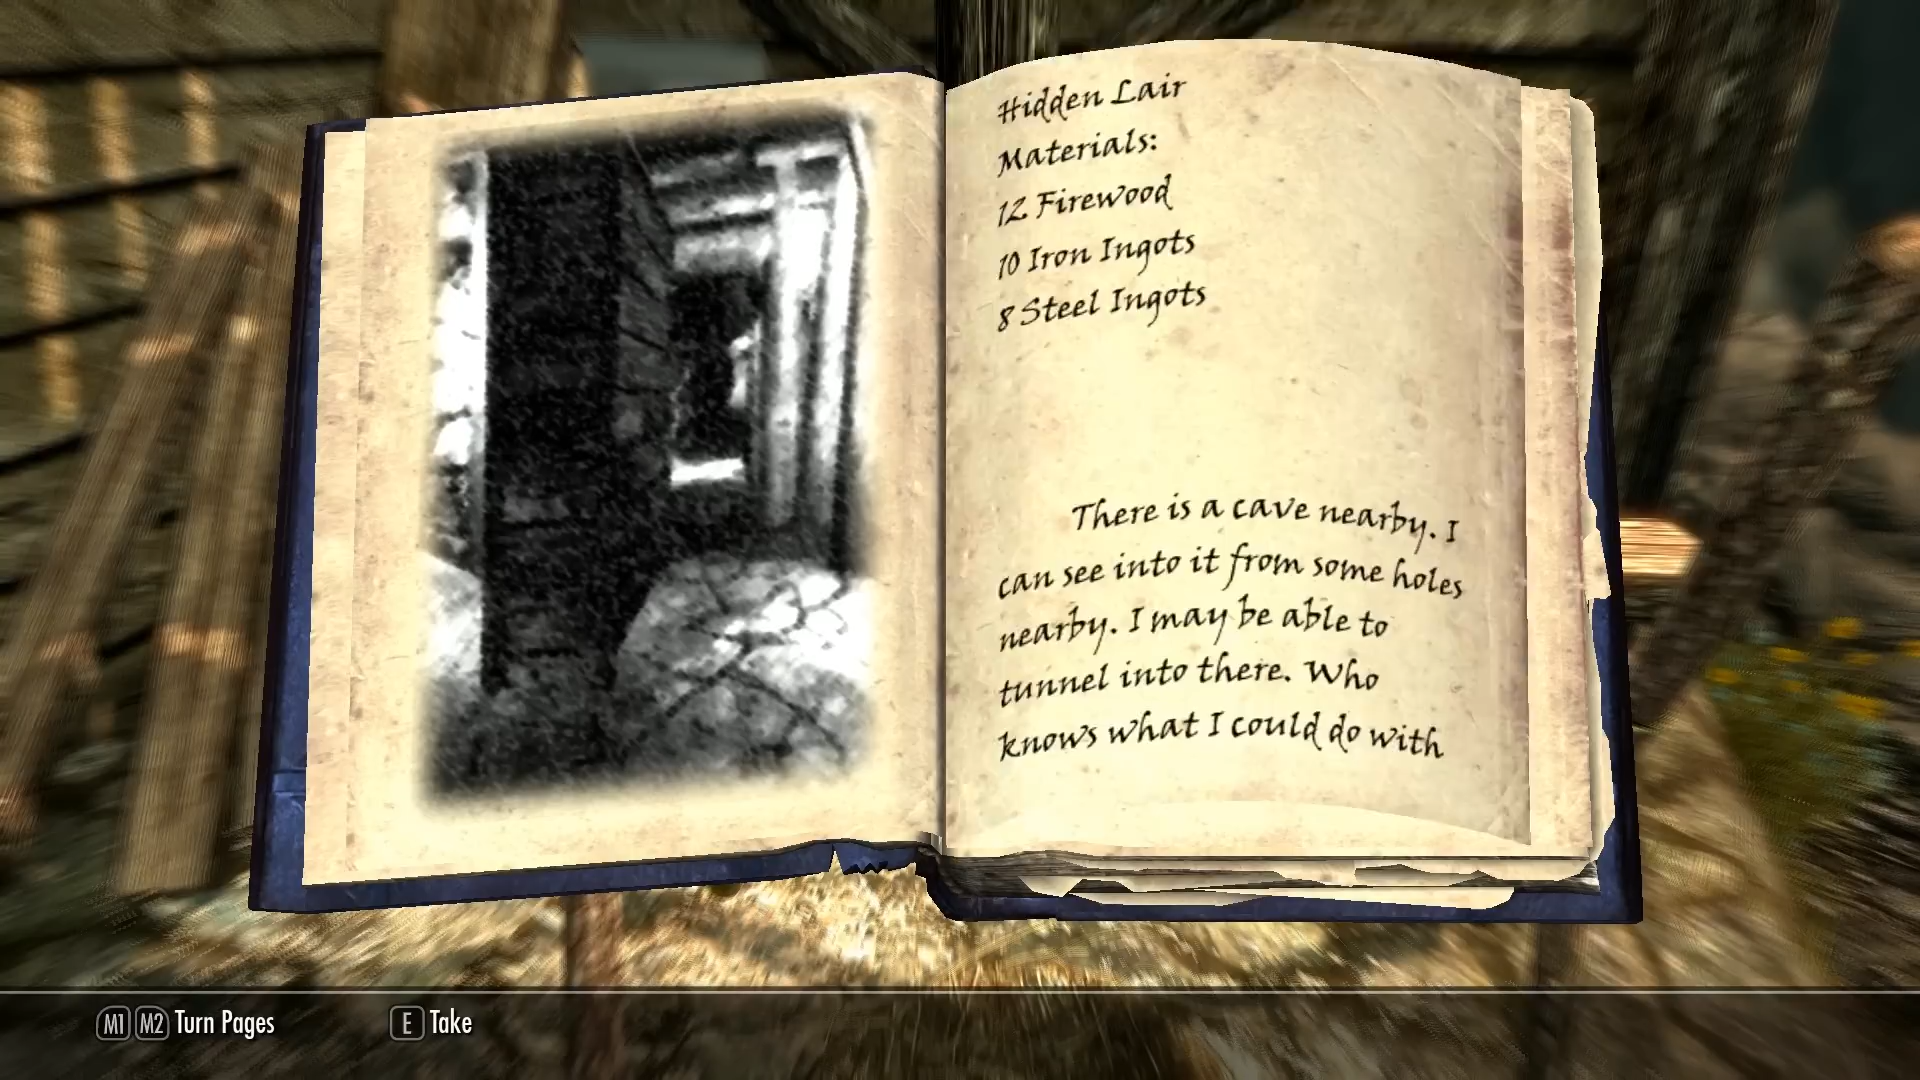 Hidden Lair
Materials:
12 Firewood
10 Iron Ingots
8 Steel Ingots
There is a cave nearby. I
can see into it from some holes
nearby. I may be able to
tunnel into there. Who
knows what I could do with
M1 M2 Turn Pages
E Take